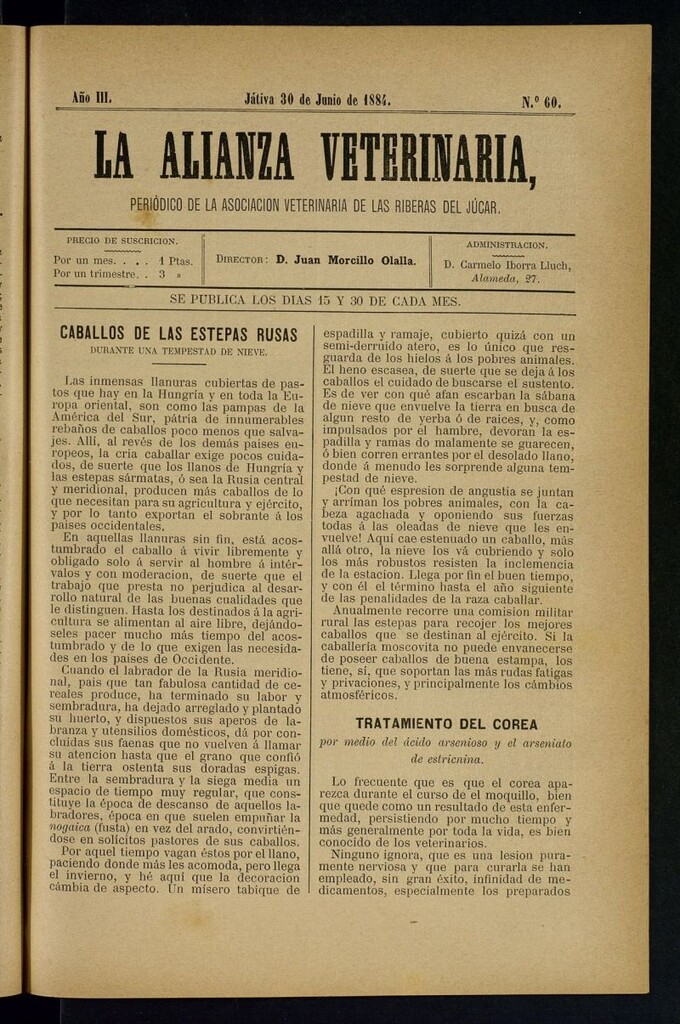 Año III.
Játiva 30 de Junio de 1884.
N.º 60.
LA ALIANZA VETERINARIA,
PERIÓDICO DE LA ASOCIACION VETERINARIA DE LAS RIBERAS DEL JÚCAR.
PRECIO DE SUSCRICION.
Por un mes. . . . 1 Ptas.
Por un trimestre. . 3 »
DIRECTOR: D. Juan Morcillo Olalla.
ADMINISTRACION.
D. Carmelo Iborra Lluch,
Alameda, 27.
SE PUBLICA LOS DIAS 15 Y 30 DE CADA MES.
CABALLOS DE LAS ESTEPAS RUSAS
DURANTE UNA TEMPESTAD DE NIEVE.
Las inmensas llanuras cubiertas de pas-
tos que hay en la Hungría y en toda la Eu-
ropa oriental, son como las pampas de la
América del Sur, pátria de innumerables
rebaños de caballos poco menos que salva-
jes. Allí, al revés de los demás paises eu-
ropeos, la cria caballar exige pocos cuida-
dos, de suerte que los llanos de Hungría y
las estepas sármatas, ó sea la Rusia central
y meridional, producen más caballos de lo
que necesitan para su agricultura y ejército,
y por lo tanto exportan el sobrante á los
paises occidentales.
En aquellas llanuras sin fin, está acos-
tumbrado el caballo á vivir libremente y
obligado solo á servir al hombre á intér-
valos y con moderacion, de suerte que el
trabajo que presta no perjudica al desar-
rollo natural de las buenas cualidades que
le distinguen. Hasta los destinados á la agri-
cultura se alimentan al aire libre, dejándo-
seles pacer mucho más tiempo del acos-
tumbrado y de lo que exigen las necesida-
des en los paises de Occidente.
Cuando el labrador de la Rusia meridio-
nal, pais que tan fabulosa cantidad de ce-
reales produce, ha terminado su labor y
sembradura, ha dejado arreglado y plantado
su huerto, y dispuestos sus aperos de la-
branza y utensilios domésticos, dá por con-
cluidas sus faenas que no vuelven á llamar
su atencion hasta que el grano que confió
á la tierra ostenta sus doradas espigas.
Entre la sembradura y la siega media un
espacio de tiempo muy regular, que cons-
tituye la época de descanso de aquellos la-
bradores, época en que suelen empuñar la
nogaica (fusta) en vez del arado, convirtién-
dose en solícitos pastores de sus caballos.
Por aquel tiempo vagan éstos por el llano,
paciendo donde más les acomoda, pero llega
el invierno, y hé aquí que la decoracion
cámbia de aspecto. Un mísero tabique de
espadilla y ramaje, cubierto quizá con un
semi-derruido atero, es lo único que res-
guarda de los hielos á los pobres animales.
El heno escasea, de suerte que se deja á los
caballos el cuidado de buscarse el sustento.
Es de ver con qué afan escarban la sábana
de nieve que envuelve la tierra en busca de
algun resto de yerba ó de raices, y, como
impulsados por el hambre, devoran la es-
padilla y ramas do malamente se guarecen,
ó bien corren errantes por el desolado llano,
donde á menudo les sorprende alguna tem-
pestad de nieve.
¡Con qué espresion de angustia se juntan
y arríman los pobres animales, con la ca-
beza agachada y oponiendo sus fuerzas
todas á las oleadas de nieve que les en-
vuelve! Aquí cae estenuado un caballo, más
allá otro, la nieve los vá cubriendo y solo
los más robustos resisten la inclemencia
de la estacion. Llega por fin el buen tiempo,
y con él el término hasta el año siguiente
de las penalidades de la raza caballar.
Anualmente recorre una comision militar
rural las estepas para recojer los mejores
caballos que se destinan al ejército. Si la
caballería moscovita no puede envanecerse
de poseer caballos de buena estampa, los
tiene, sí, que soportan las más rudas fatigas
y privaciones, y principalmente los cámbios
atmosféricos.
TRATAMIENTO DEL COREA
por medio del ácido arsenioso y el arseniato
de estricnina.
Lo frecuente que es que el corea apa-
rezca durante el curso de el moquillo, bien
que quede como un resultado de esta enfer-
medad, persistiendo por mucho tiempo y
más generalmente por toda la vida, es bien
conocido de los veterinarios.
Ninguno ignora, que es una lesion pura-
mente nerviosa y que para curarla se han
empleado, sin gran éxito, infinidad de me-
dicamentos, especialmente los preparados